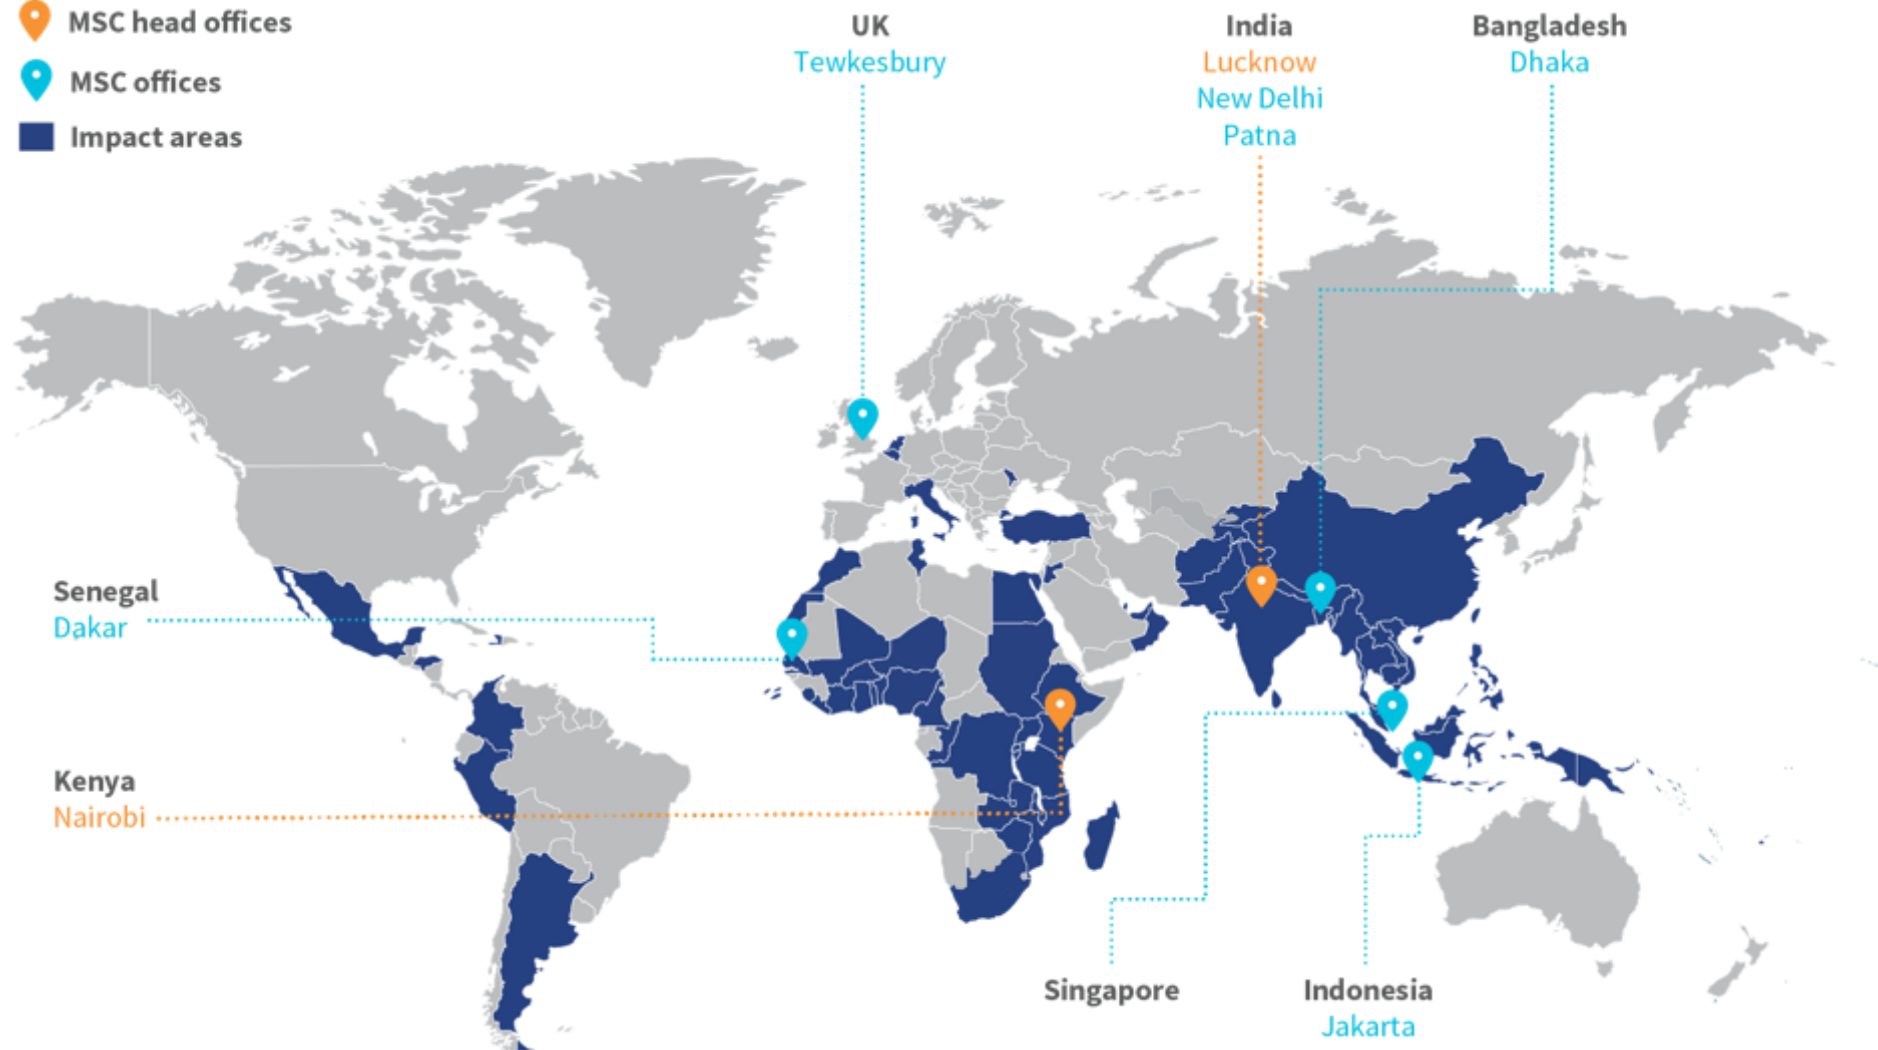 MSC head offices
MSC offices
Impact areas
UK
Tewkesbury
India
Lucknow
New Delhi
Patna
Bangladesh
Dhaka
Senegal
Dakar
Kenya
Nairobi
Singapore
Indonesia
Jakarta